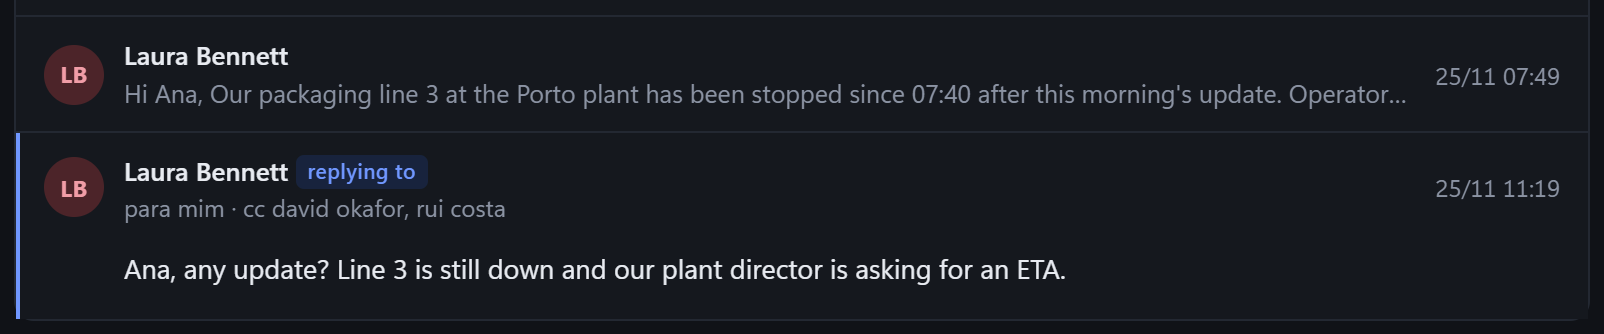 LB
Laura Bennett
25/11 07:49
Hi Ana, Our packaging line 3 at the Porto plant has been stopped since 07:40 after this morning's update. Operator...
LB
Laura Bennett replying to
25/11 11:19
para mim · cc david okafor, rui costa
Ana, any update? Line 3 is still down and our plant director is asking for an ETA.